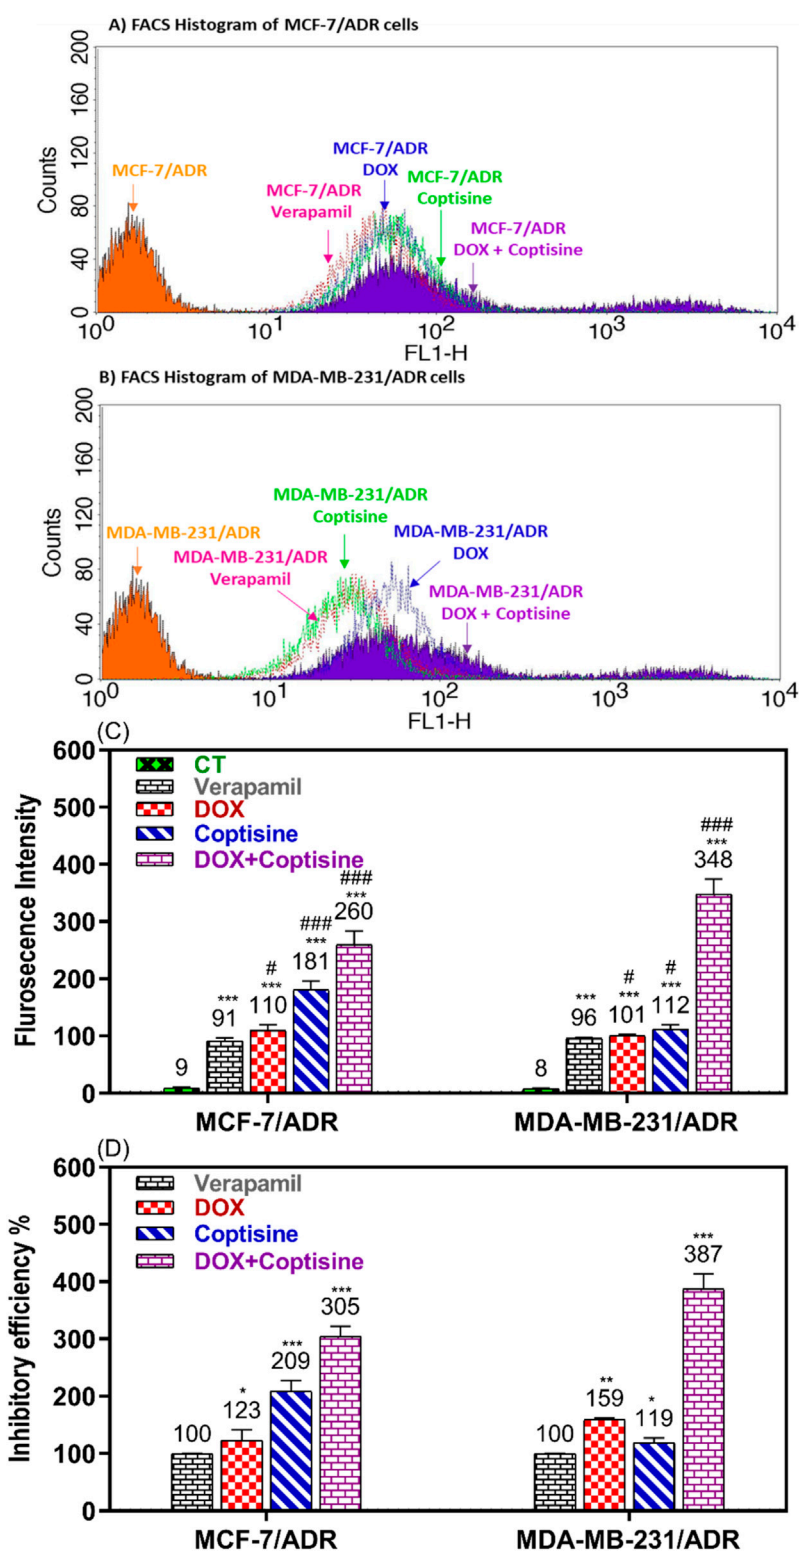 A) FACS Histogram of MCF-7/ADR cells
200
160
120
80
40
0
Counts
MCF-7/ADR
MCF-7/ADR
Verapamil
MCF-7/ADR
DOX
MCF-7/ADR
Coptisine
MCF-7/ADR
DOX + Coptisine
10^0
10^1
10^2
10^3
10^4
FL1-H
B) FACS Histogram of MDA-MB-231/ADR cells
200
160
120
80
40
0
Counts
MDA-MB-231/ADR
MDA-MB-231/ADR
Coptisine
MDA-MB-231/ADR
Verapamil
MDA-MB-231/ADR
DOX
MDA-MB-231/ADR
DOX + Coptisine
10^0
10^1
10^2
10^3
10^4
FL1-H
(C)
600
500
400
300
200
100
0
Flurosecence Intensity
CT
Verapamil
DOX
Coptisine
DOX+Coptisine
9
***
91
#
***
110
###
***
181
###
***
260
8
***
96
#
***
101
#
***
112
###
***
348
MCF-7/ADR
MDA-MB-231/ADR
(D)
600
500
400
300
200
100
0
Inhibitory efficiency %
Verapamil
DOX
Coptisine
DOX+Coptisine
100
*
123
***
209
***
305
100
**
159
*
119
***
387
MCF-7/ADR
MDA-MB-231/ADR